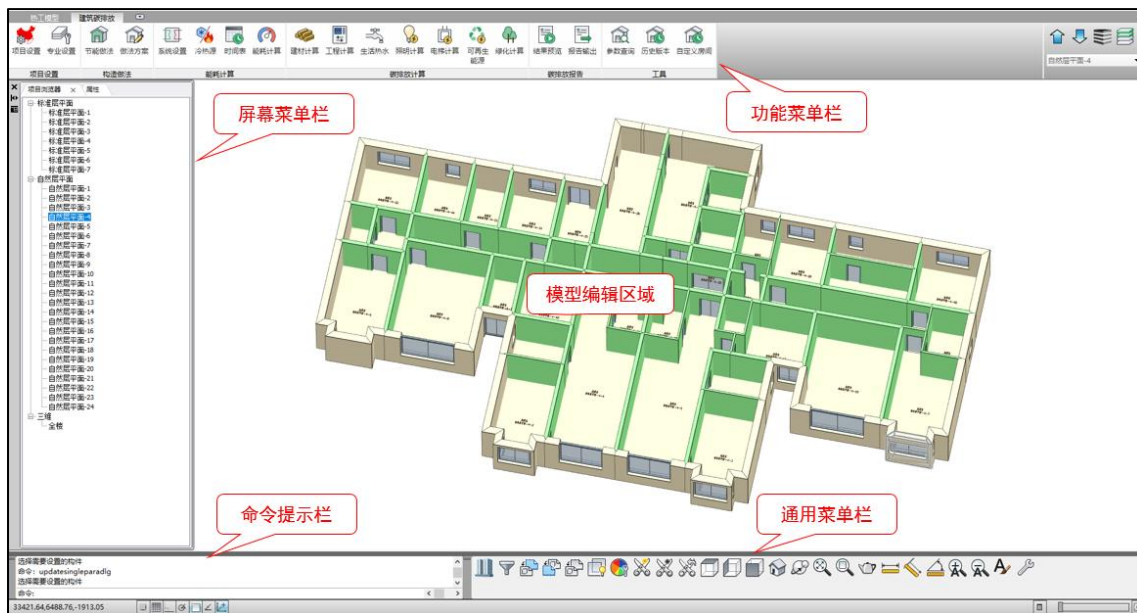 热工模型 建筑碳排放
项目设置 专业设置 节能做法 做法方案 系统设置 冷热源 时间表 能耗计算 建材计算 工程计算 生活热水 照明计算 电梯计算 可再生能源 绿化计算 结果预览 报告输出 参数查询 历史版本 自定义房间
项目设置 构造做法 能耗计算 碳排放计算 碳排放报告 工具
自然层平面-4
项目浏览器 × 属性
标准层平面
标准层平面-1
标准层平面-2
标准层平面-3
标准层平面-4
标准层平面-5
标准层平面-6
标准层平面-7
自然层平面
自然层平面-1
自然层平面-2
自然层平面-3
自然层平面-4
自然层平面-5
自然层平面-6
自然层平面-7
自然层平面-8
自然层平面-9
自然层平面-10
自然层平面-11
自然层平面-12
自然层平面-13
自然层平面-14
自然层平面-15
自然层平面-16
自然层平面-17
自然层平面-18
自然层平面-19
自然层平面-20
自然层平面-21
自然层平面-22
自然层平面-23
自然层平面-24
三维
全楼
屏幕菜单栏
功能菜单栏
模型编辑区域
命令提示栏
通用菜单栏
选择需要设置的构件
命令: updatesingleparadlg
选择需要设置的构件
命令:
33421.64,6488.76,-1913.05